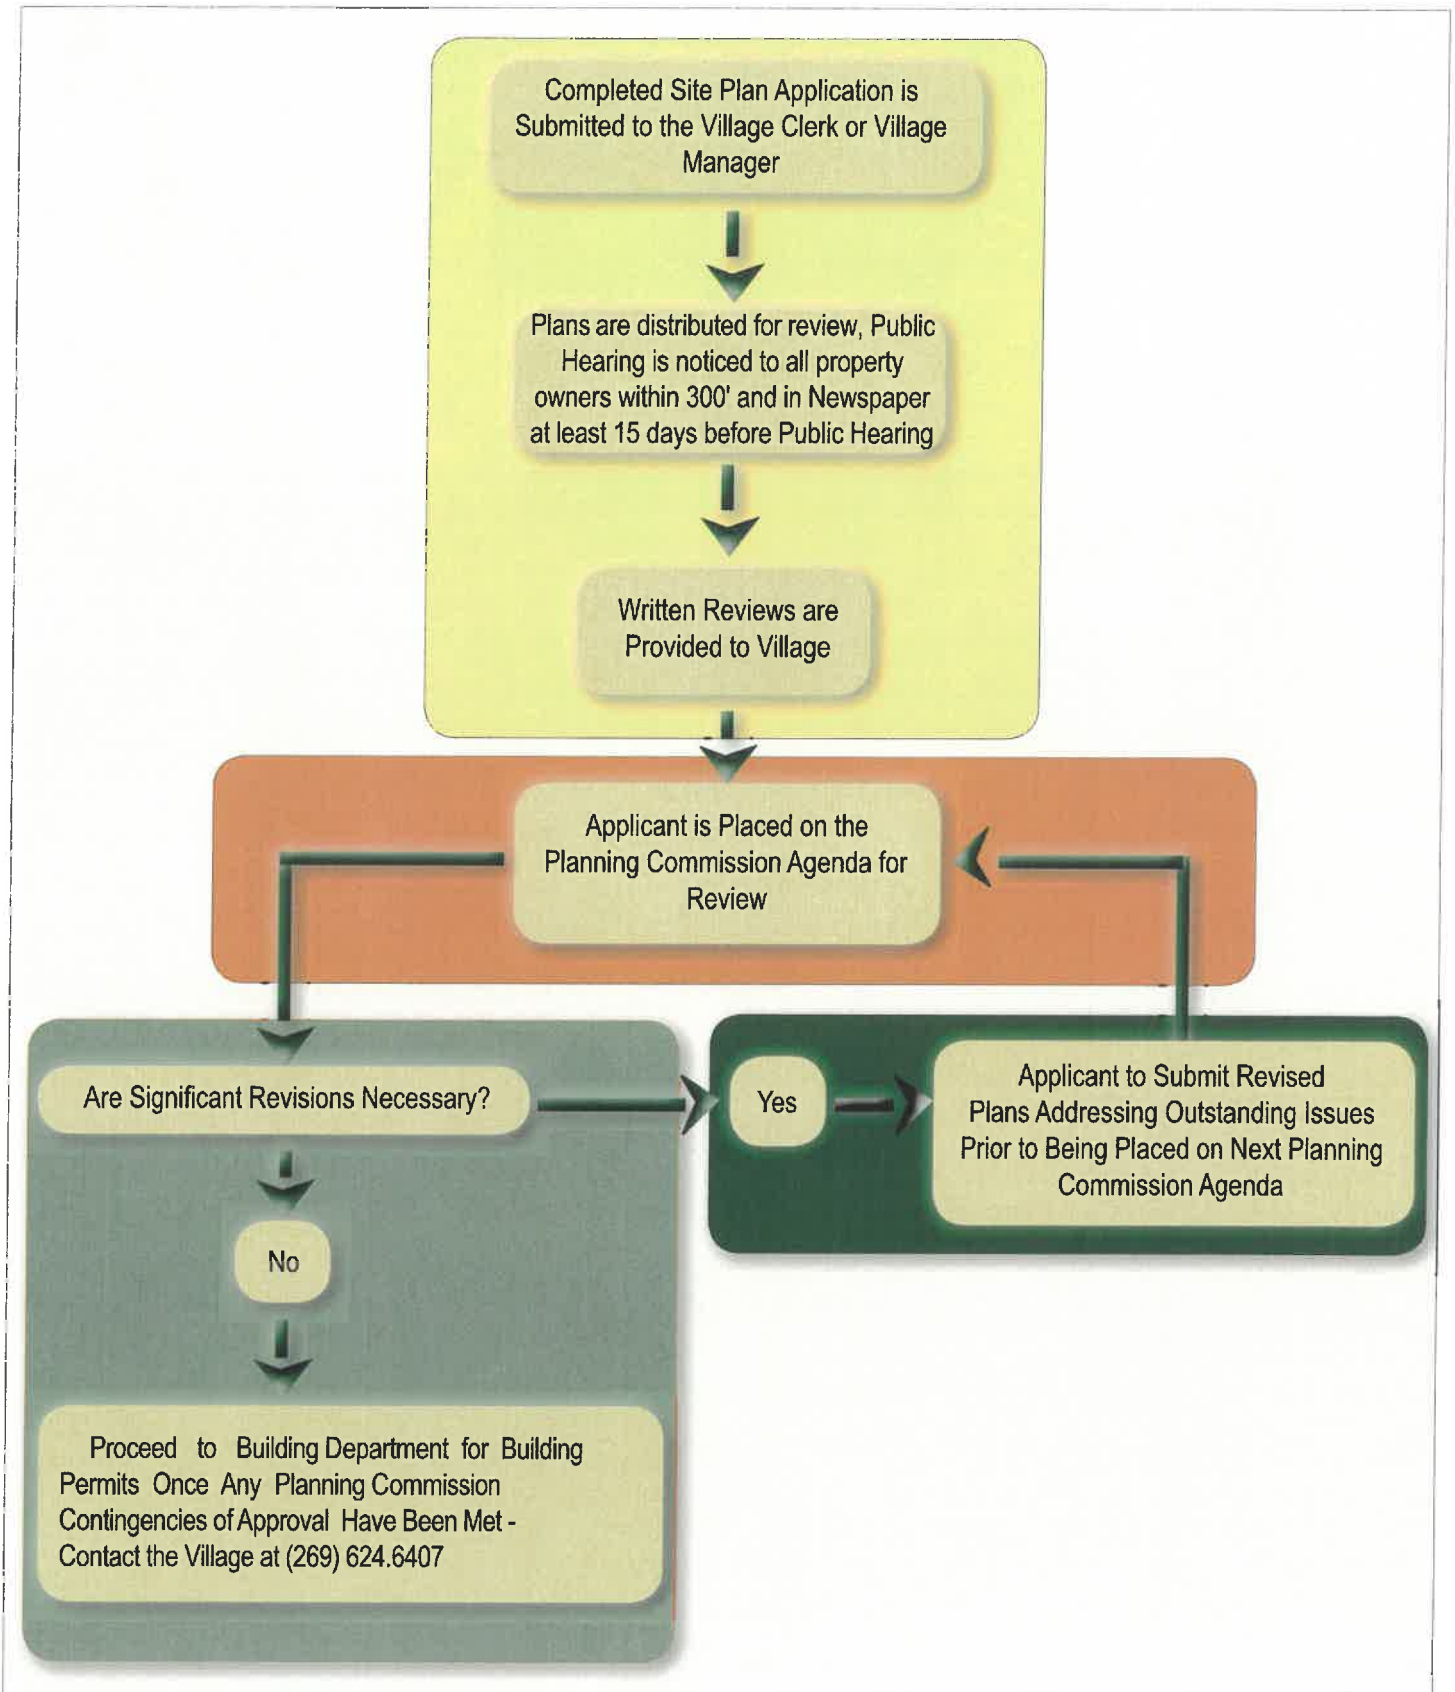 Completed Site Plan Application is
Submitted to the Village Clerk or Village
Manager
Plans are distributed for review, Public
Hearing is noticed to all property
owners within 300' and in Newspaper
at least 15 days before Public Hearing
Written Reviews are
Provided to Village
Applicant is Placed on the
Planning Commission Agenda for
Review
Are Significant Revisions Necessary?
Yes
Applicant to Submit Revised
Plans Addressing Outstanding Issues
Prior to Being Placed on Next Planning
Commission Agenda
No
Proceed to Building Department for Building
Permits Once Any Planning Commission
Contingencies of Approval Have Been Met -
Contact the Village at (269) 624.6407